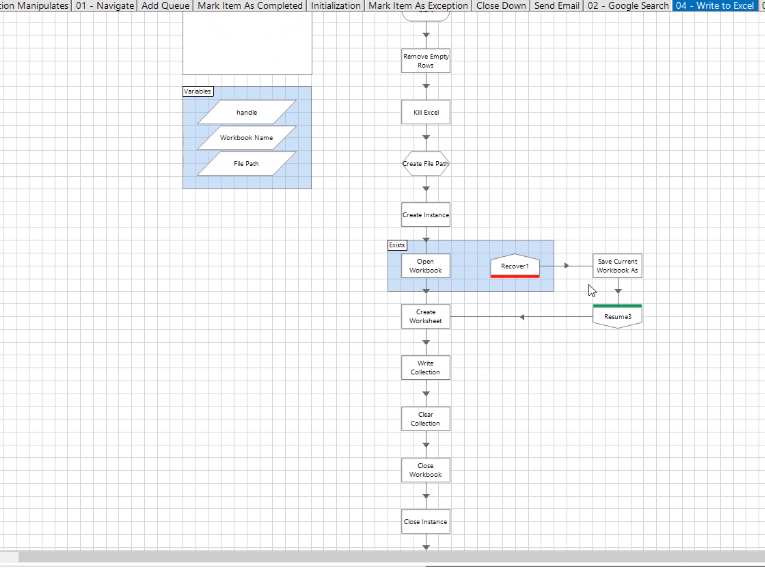 ion Manipulates 01 - Navigate Add Queue Mark Item As Completed Initialization Mark Item As Exception Close Down Send Email 02 - Google Search 04 - Write to Excel
Remove Empty
Rows
Variables
handle
Kill Excel
Workbook Name
File Path
Create File Path
Create Instance
Exists
Open
Workbook
Recover1
Save Current
Workbook As
Create
Worksheet
Resume3
Write
Collection
Clear
Collection
Close
Workbook
Close Instance